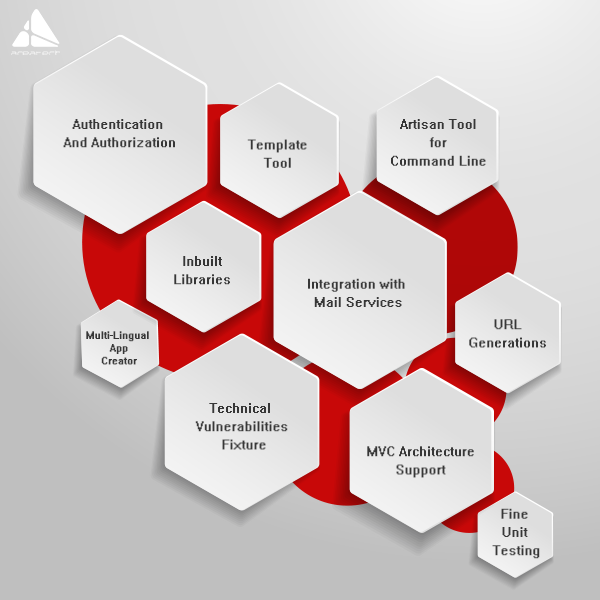 Authentication
And Authorization
Template
Tool
Artisan Tool
for
Command Line
Inbuilt
Libraries
Integration with
Mail Services
Multi-Lingual
App
Creator
URL
Generations
Technical
Vulnerabilities
Fixture
MVC Architecture
Support
Fine
Unit
Testing